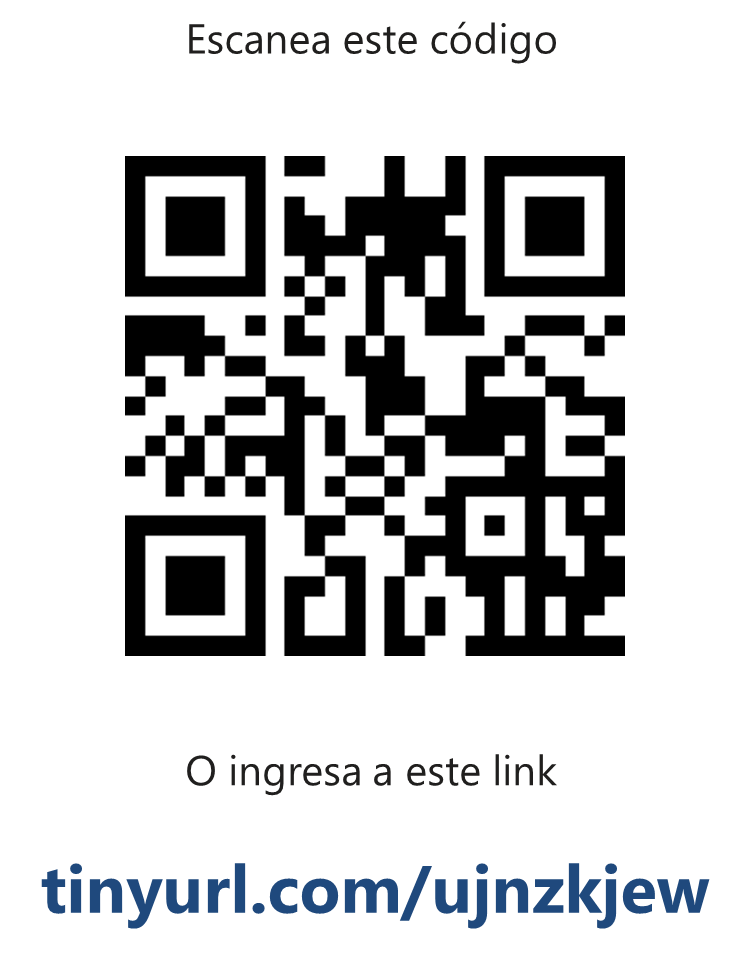 Escanea este código
O ingresa a este link
tinyurl.com/ujnzkjew